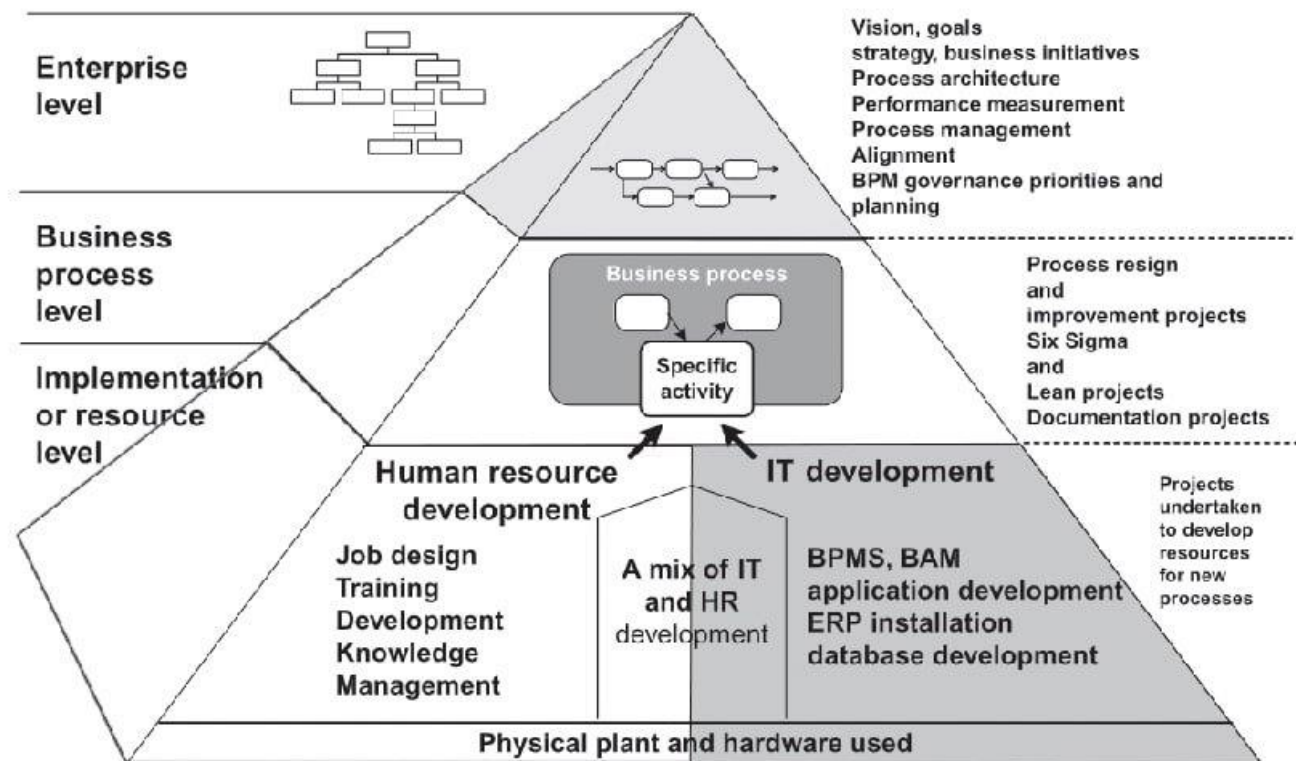 Enterprise
level
Vision, goals
strategy, business initiatives
Process architecture
Performance measurement
Process management
Alignment
BPM governance priorities and
planning
Business
process
level
Business process
Specific
activity
Process resign
and
improvement projects
Six Sigma
and
Lean projects
Documentation projects
Implementation
or resource
level
Human resource
development
Job design
Training
Development
Knowledge
Management
A mix of IT
and HR
development
IT development
BPMS, BAM
application development
ERP installation
database development
Projects
undertaken
to develop
resources
for new
processes
Physical plant and hardware used